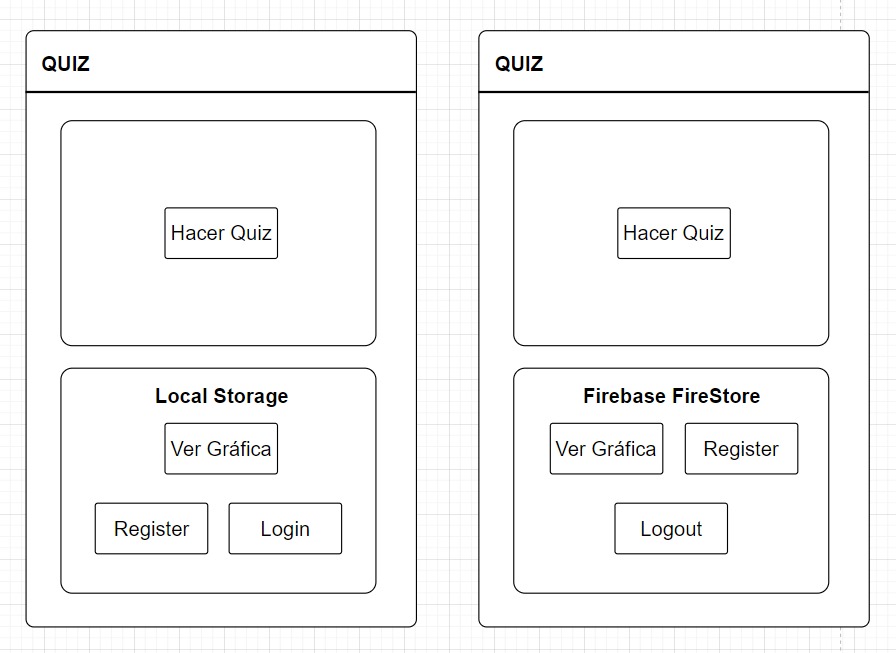 QUIZ
Hacer Quiz
Local Storage
Ver Gráfica
Register
Login
QUIZ
Hacer Quiz
Firebase FireStore
Ver Gráfica
Register
Logout